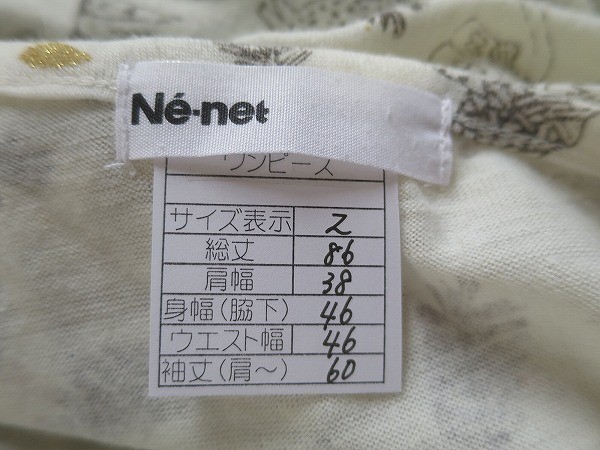 Né-net
ワンピース
サイズ表示 2
総丈 86
肩幅 38
身幅(脇下) 46
ウエスト幅 46
袖丈(肩〜) 60